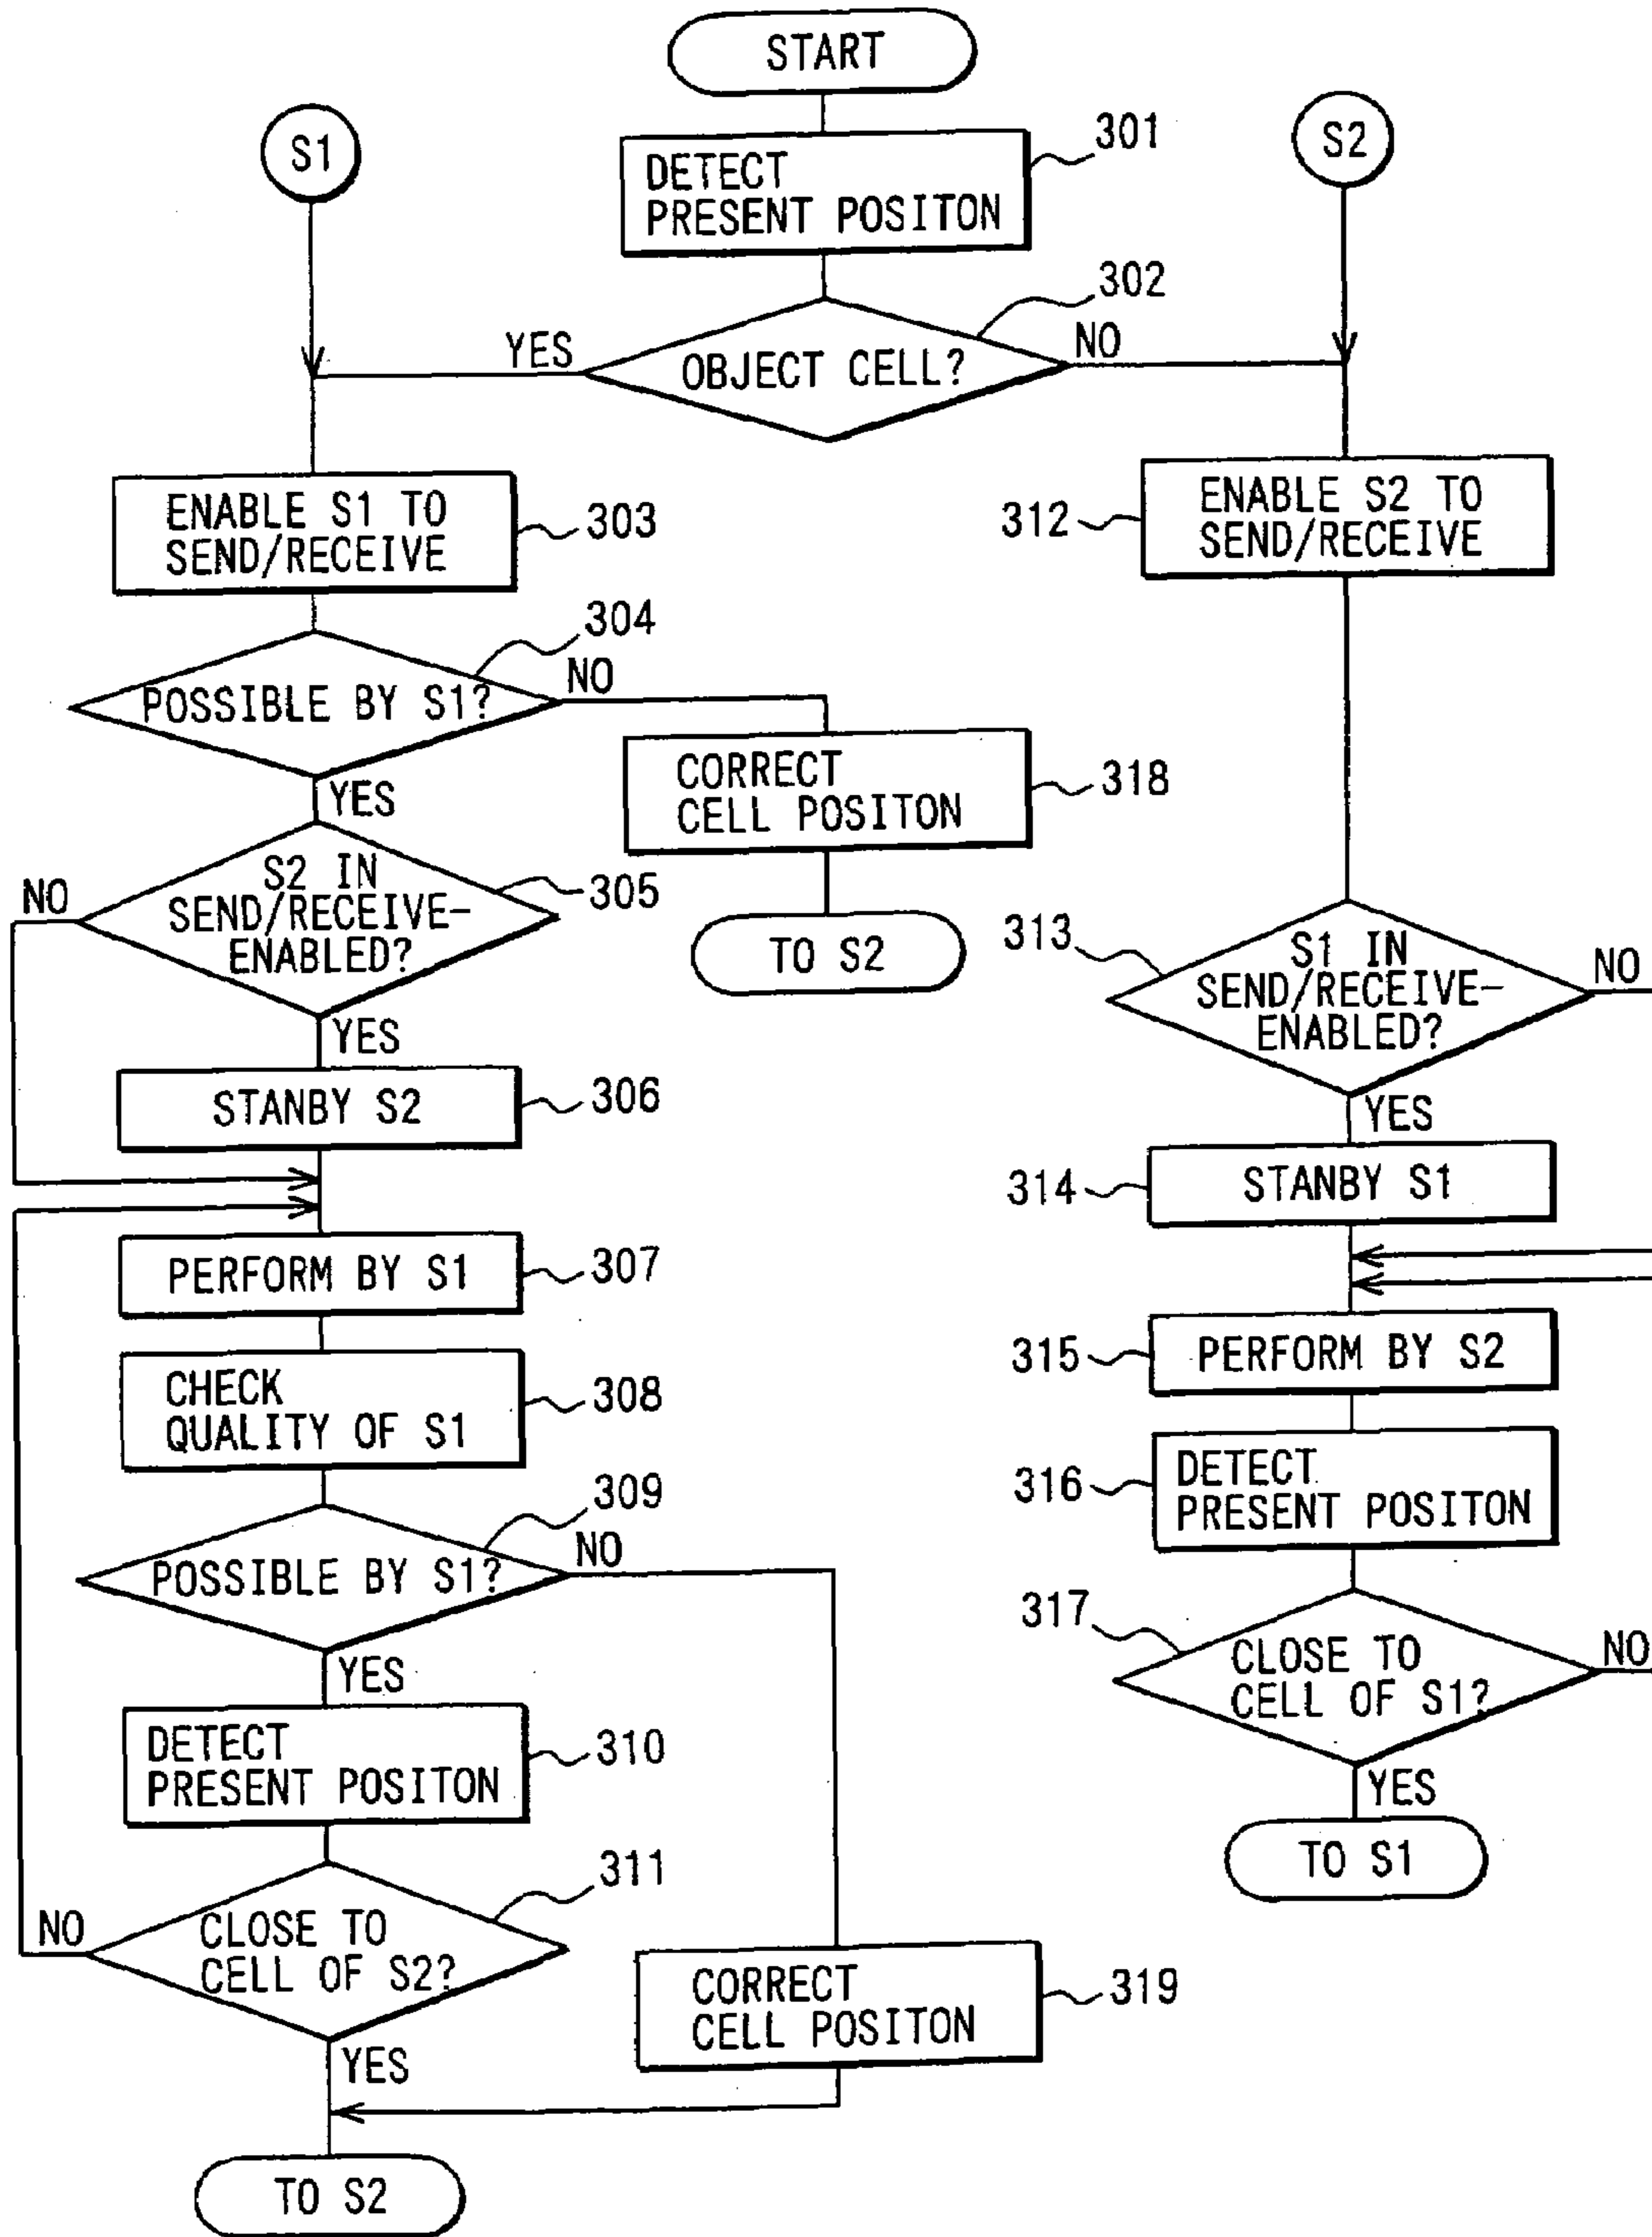 START
S1
S2
301
DETECT
PRESENT POSITON
302
YES
OBJECT CELL?
NO
ENABLE S1 TO
SEND/RECEIVE
303
304
POSSIBLE BY S1?
NO
YES
CORRECT
CELL POSITON
318
TO S2
S2 IN
SEND/RECEIVE-
ENABLED?
305
NO
YES
STANBY S2
306
PERFORM BY S1
307
CHECK
QUALITY OF S1
308
309
POSSIBLE BY S1?
NO
YES
DETECT
PRESENT POSITON
310
311
CLOSE TO
CELL OF S2?
NO
YES
CORRECT
CELL POSITON
319
TO S2
312
ENABLE S2 TO
SEND/RECEIVE
313
S1 IN
SEND/RECEIVE-
ENABLED?
NO
YES
314
STANBY S1
315
PERFORM BY S2
316
DETECT
PRESENT POSITON
317
CLOSE TO
CELL OF S1?
NO
YES
TO S1